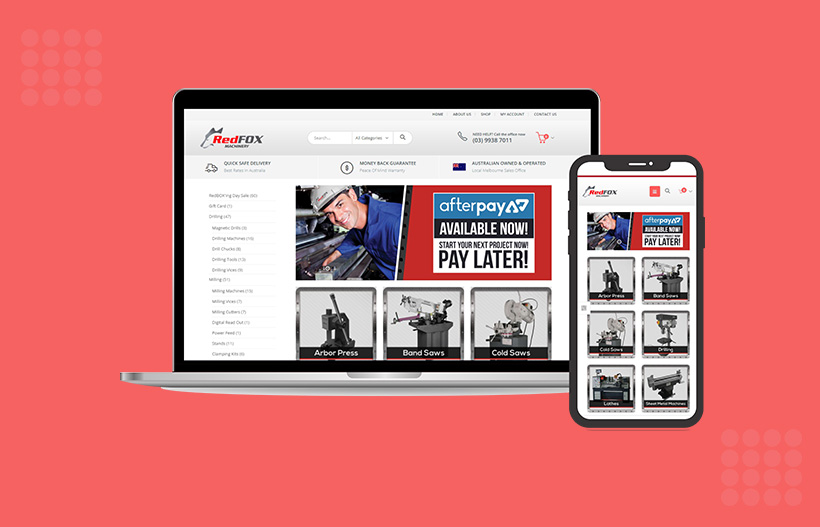 HOME ABOUT US SHOP MY ACCOUNT CONTACT US
RedFOX
MACHINERY
Search...
All Categories
NEED HELP? Call the office now
(03) 9938 7011
0
QUICK SAFE DELIVERY
Best Rates in Australia
MONEY BACK GUARANTEE
Peace Of Mind Warranty
AUSTRALIAN OWNED & OPERATED
Local Melbourne Sales Office
Gift Card (1)
Drilling (47)
Magnetic Drills (3)
Drilling Machines (10)
Drill Chucks (8)
Drilling Tools (13)
Drilling Vices (9)
Milling (51)
Milling Machines (10)
Milling Vices (7)
Milling Cutters (7)
Digital Read Out (1)
Power Feed (1)
Stands (11)
Clamping Kits (6)
afterpay
AVAILABLE NOW!
START YOUR NEXT PROJECT NOW!
PAY LATER!
Arbor Press
Band Saws
Cold Saws
RedFOX
MACHINERY
afterpay
AVAILABLE NOW!
START YOUR NEXT PROJECT NOW!
PAY LATER!
Arbor Press
Band Saws
Cold Saws
Drilling
Lathes
Sheet Metal Machines